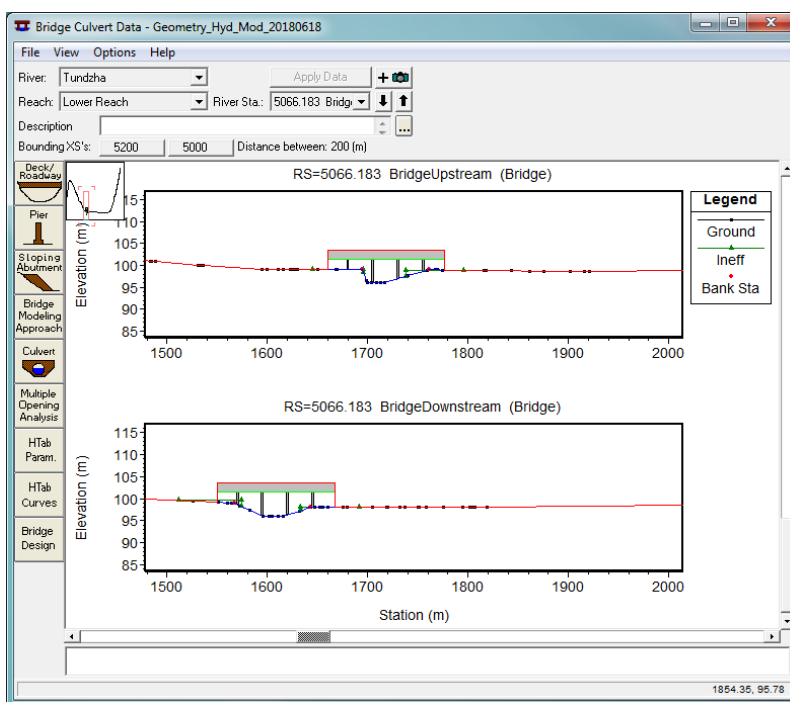 Bridge Culvert Data - Geometry_Hyd_Mod_20180618
File View Options Help
River: Tundzha Apply Data +
Reach: Lower Reach River Sta.: 5066.183 Bridg
Description ...
Bounding XS's: 5200 5000 Distance between: 200 (m)
Deck/
Roadway
Pier
Sloping
Abutment
Bridge
Modeling
Approach
Culvert
Multiple
Opening
Analysis
HTab
Param.
HTab
Curves
Bridge
Design
RS=5066.183 BridgeUpstream (Bridge)
115
110
105
100
95
90
85
Elevation (m)
1500 1600 1700 1800 1900 2000
Legend
Ground
Ineff
Bank Sta
RS=5066.183 BridgeDownstream (Bridge)
115
110
105
100
95
90
85
Elevation (m)
1500 1600 1700 1800 1900 2000
Station (m)
1854.35, 95.78